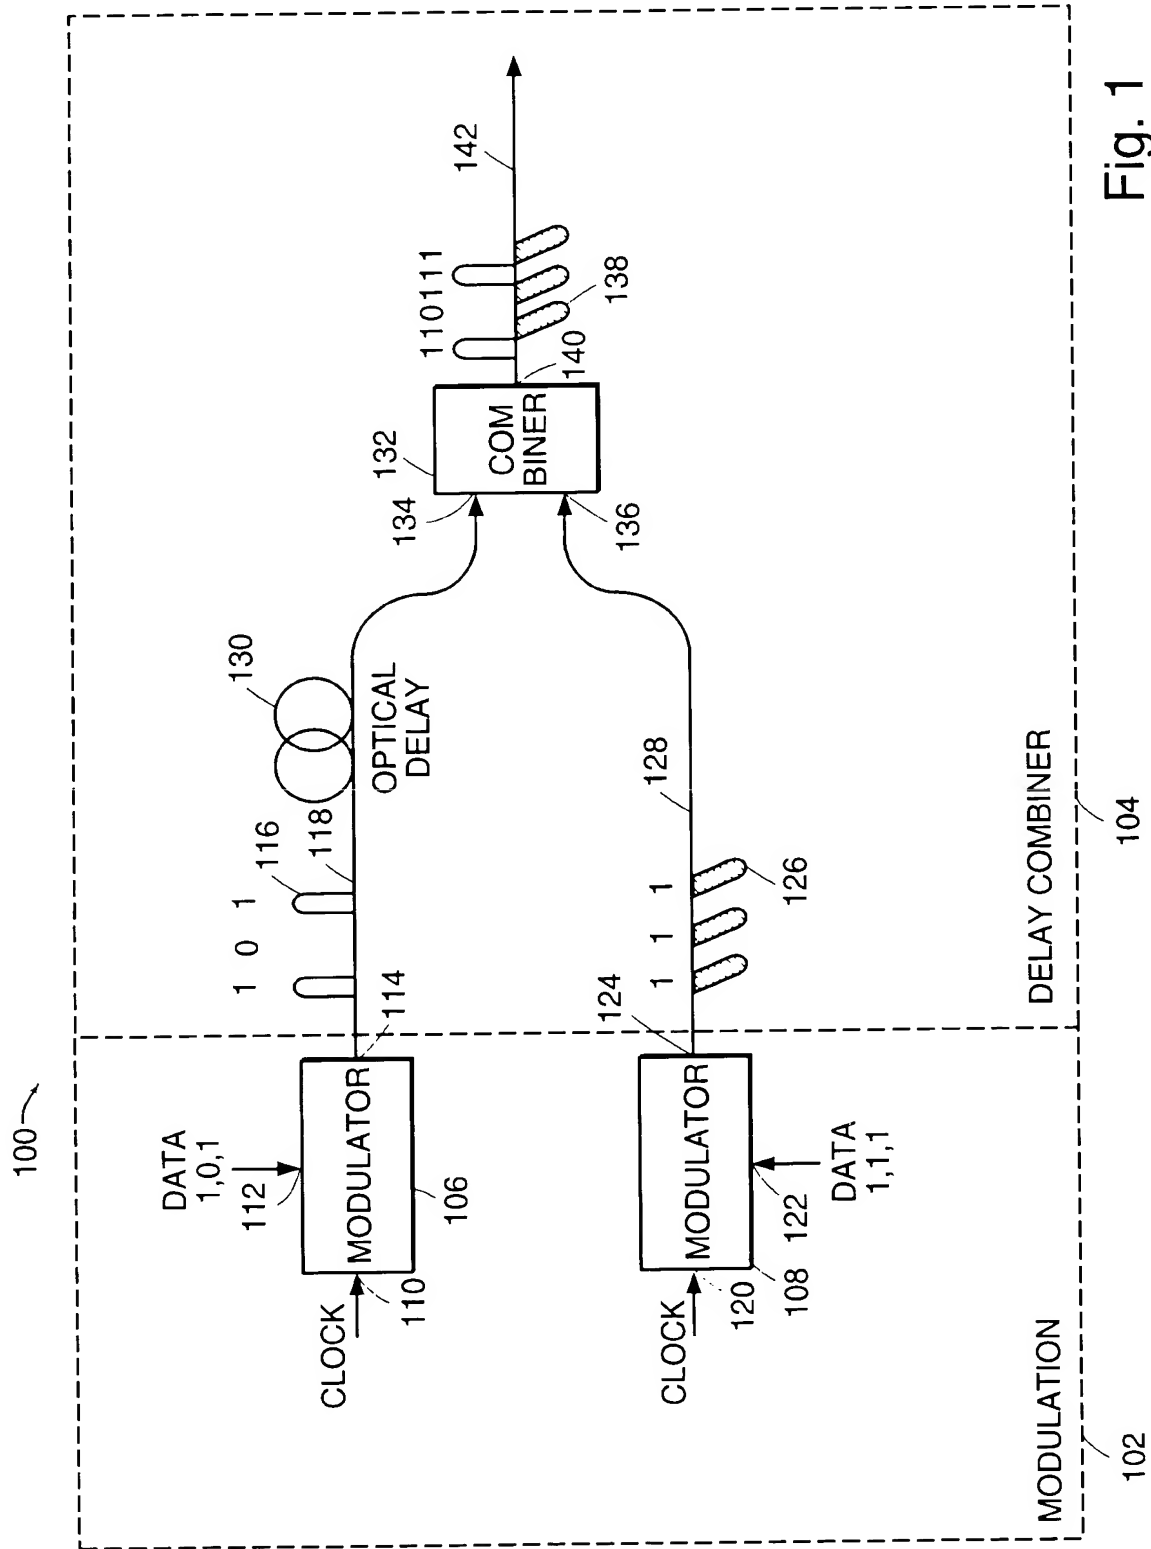 100
DATA
1,0,1
112
CLOCK
110
MODULATOR
106
114
1 0 1
116
118
130
OPTICAL
DELAY
132
134
COM
BINER
136
110111
140
138
142
CLOCK
120
MODULATOR
108
122
DATA
1,1,1
124
1 1 1
126
128
MODULATION
102
DELAY COMBINER
104
Fig. 1